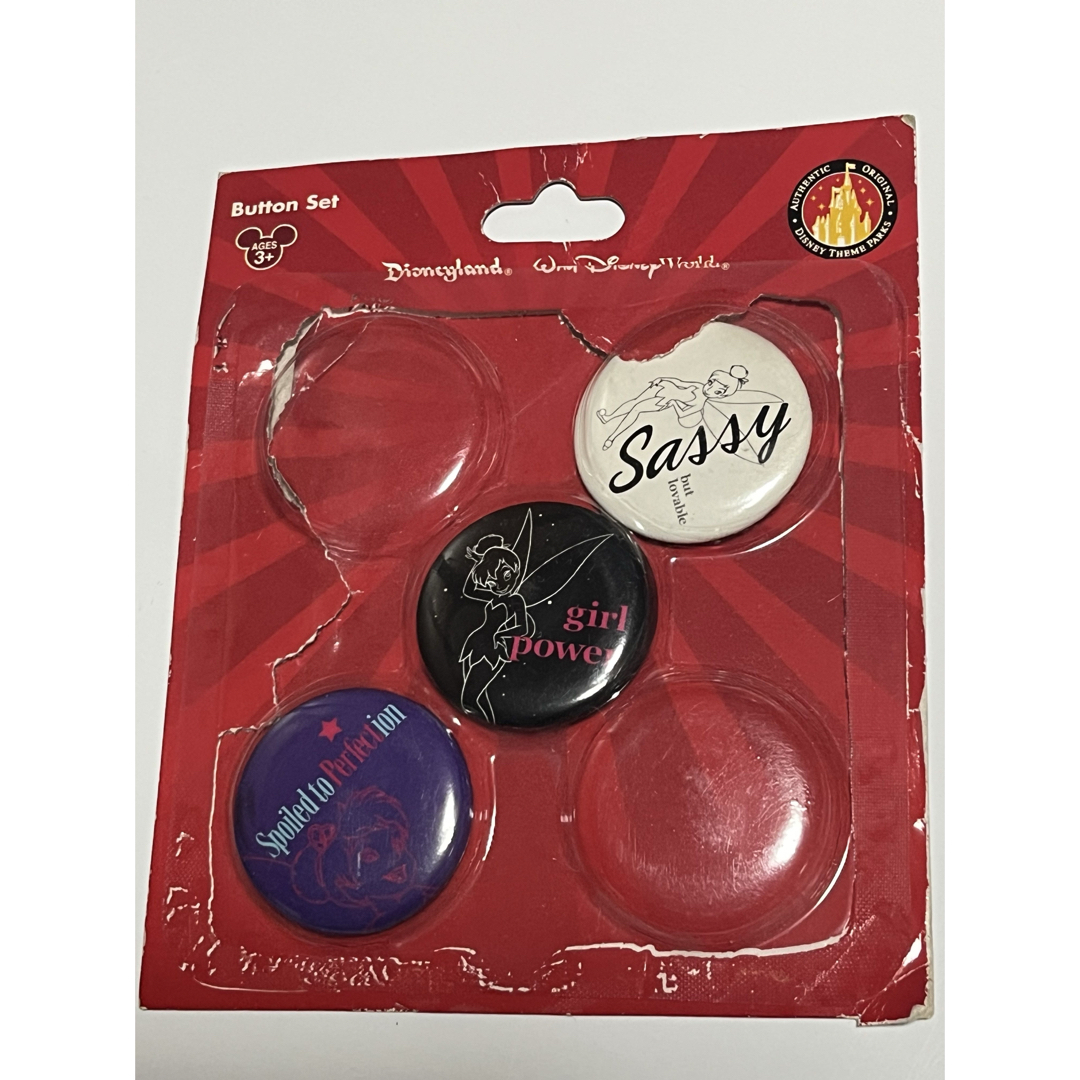 Button Set
AGES
3+
Disneyland® Walt Disney World®
AUTHENTIC ORIGINAL
DISNEY THEME PARKS
Sassy
but
lovable
girl
power
Spoiled to Perfection